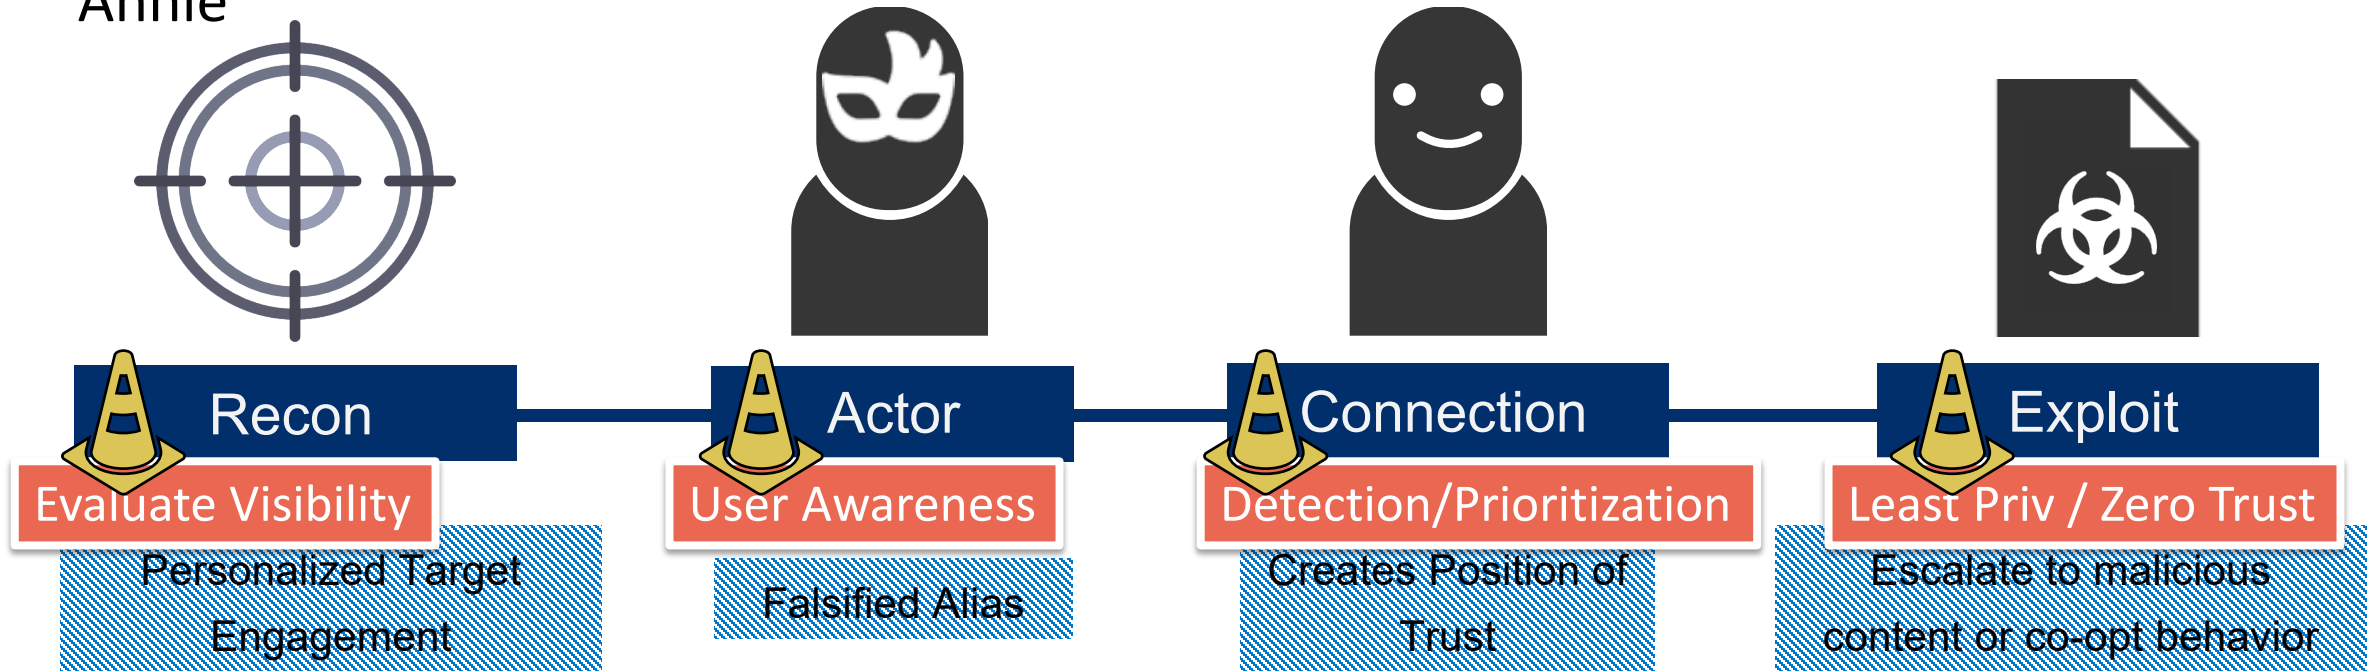 Annie
Recon
Actor
Connection
Exploit
Evaluate Visibility
User Awareness
Detection/Prioritization
Least Priv / Zero Trust
Personalized Target
Engagement
Falsified Alias
Creates Position of
Trust
Escalate to malicious
content or co-opt behavior